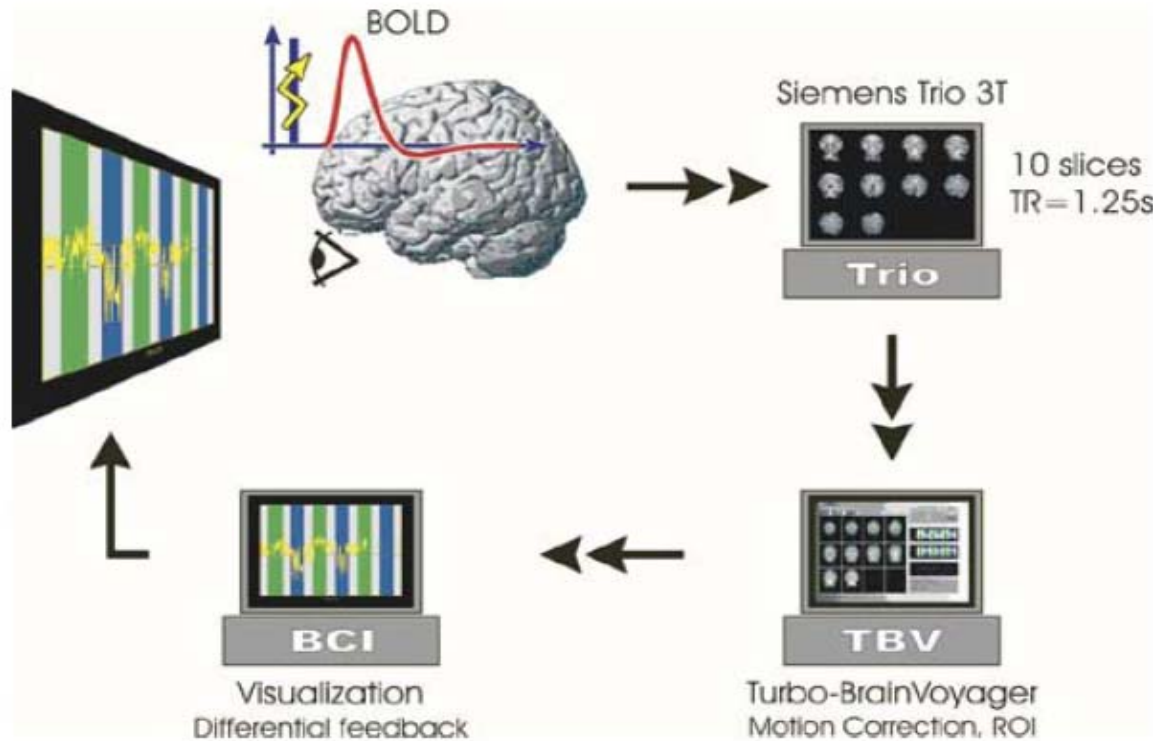 BOLD
Siemens Trio 3T
10 slices
TR=1.25s
Trio
BCI
Visualization
Differential feedback
TBV
Turbo-BrainVoyager
Motion Correction, ROI